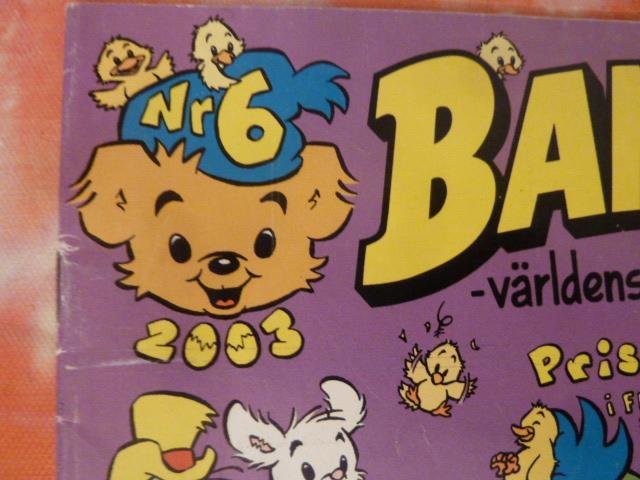 Nr 6
BA
-världens
2003
Pris
i F